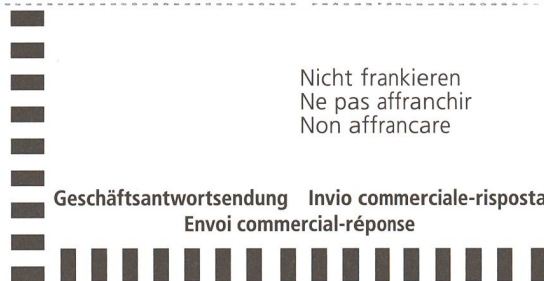 Nicht frankieren
Ne pas affranchir
Non affrancare
Geschäftsantwortsendung Invio commerciale-risposta
Envoi commercial-réponse